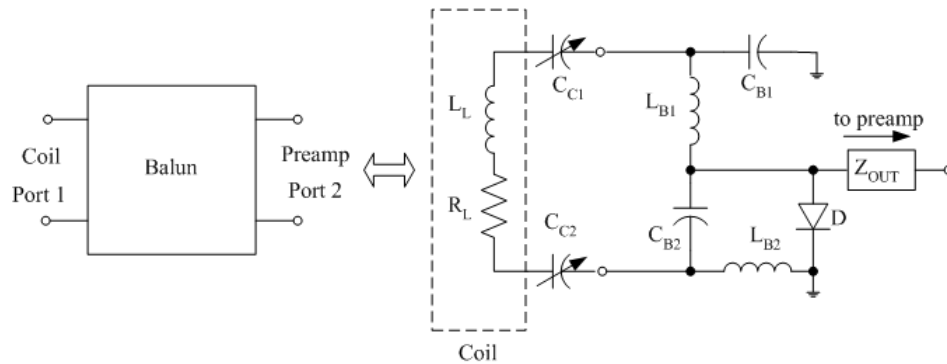 Coil
Port 1
Balun
Preamp
Port 2
L_L
R_L
Coil
C_C1
C_C2
L_B1
C_B1
C_B2
L_B2
D
to preamp
Z_OUT